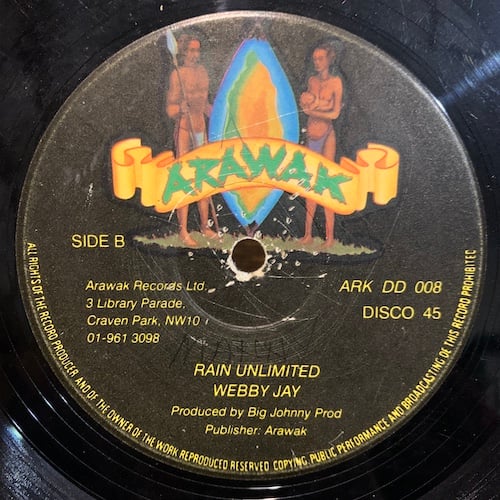 ARAWAK
SIDE B
Arawak Records Ltd.
3 Library Parade,
Craven Park, NW10
01-961 3098
ARK DD 008
DISCO 45
RAIN UNLIMITED
WEBBY JAY
Produced by Big Johnny Prod
Publisher: Arawak
ALL RIGHTS OF THE RECORD PRODUCER AND OF THE OWNER OF THE WORK REPRODUCED RESERVED COPYING, PUBLIC PERFORMANCE AND BROADCASTING OF THIS RECORD PROHIBITED